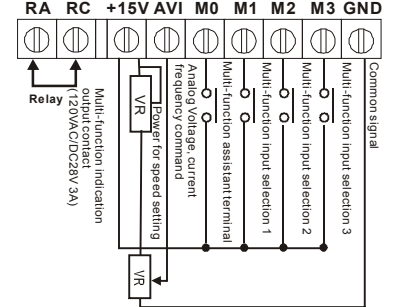 RA RC +15V AVI M0 M1 M2 M3 GND
Relay
Multi-function indication
output contact
(120VAC/DC28V 3A)
VR
Power for speed setting
Analog Voltage, current
frequency command
Multi-function assistant terminal
Multi-function input selection 1
Multi-function input selection 2
Multi-function input selection 3
Common signal
VR